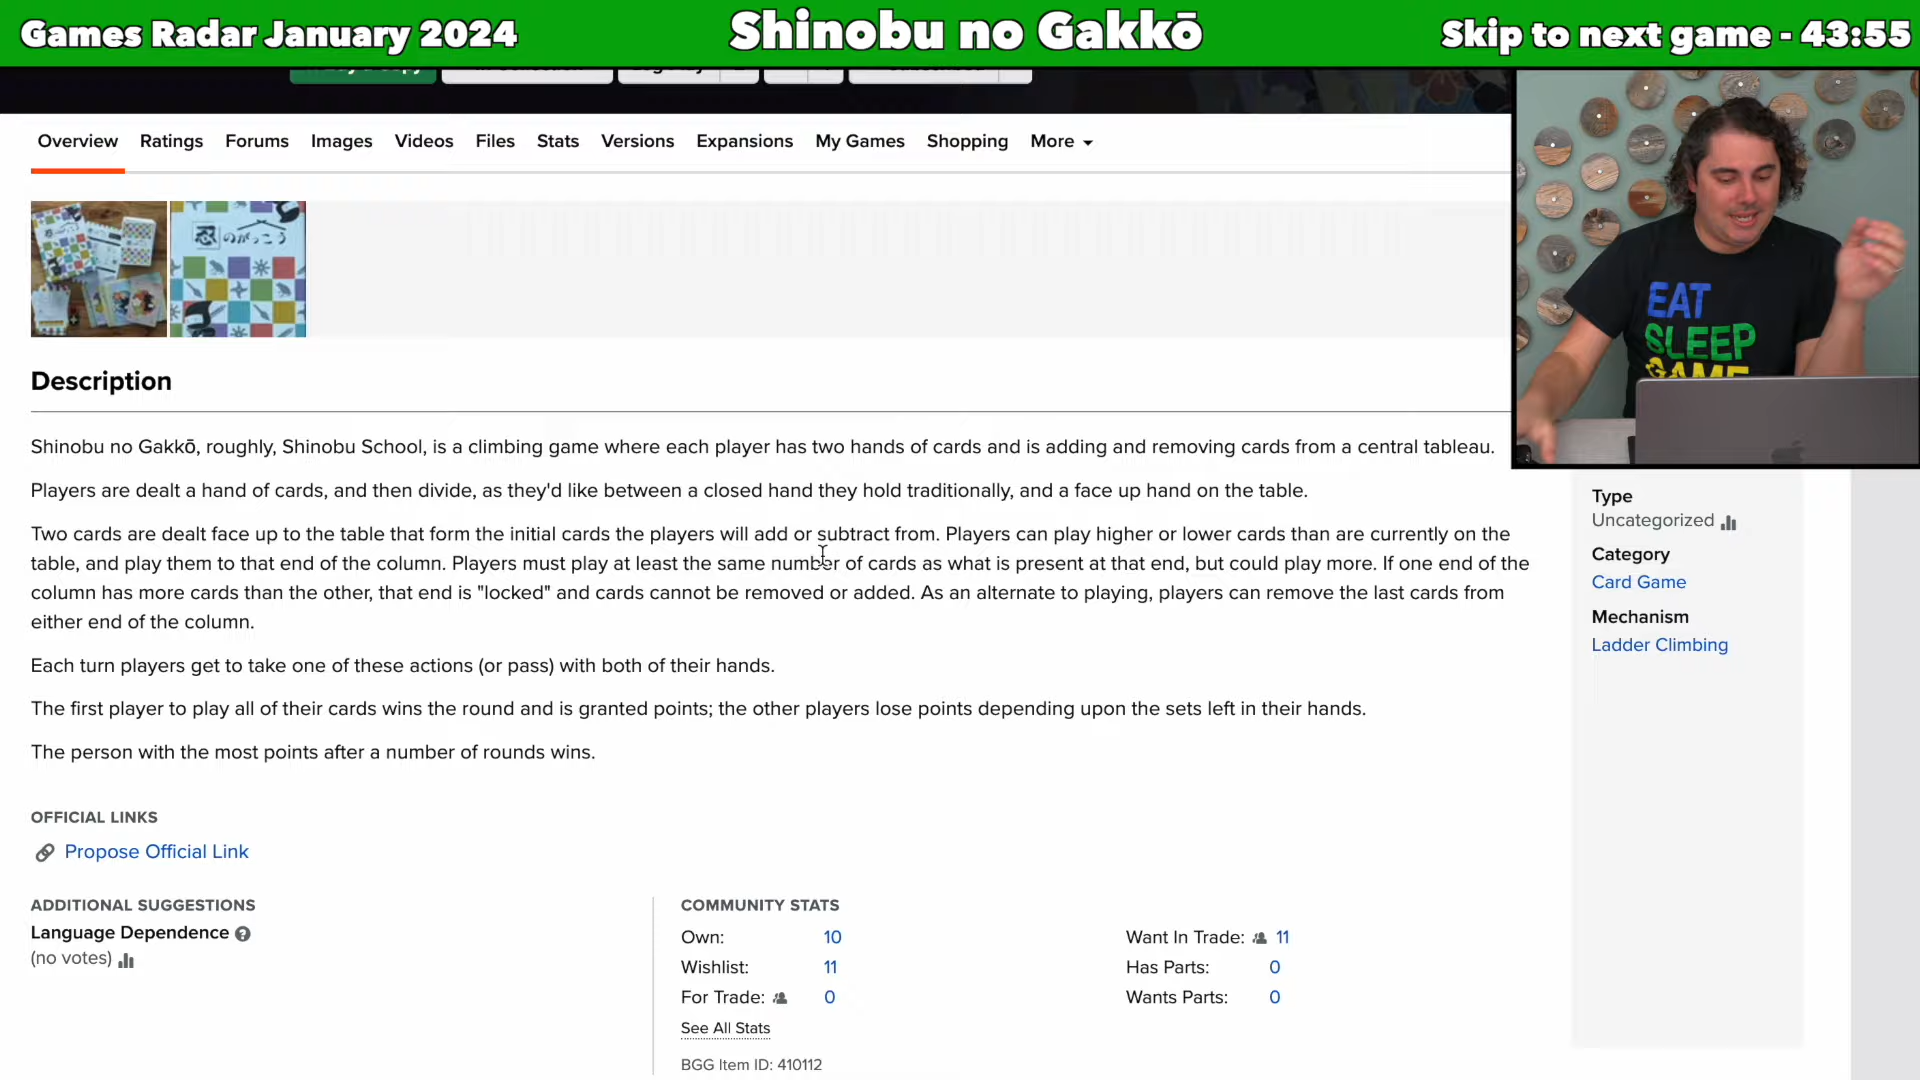 Games Radar January 2024
Shinobu no Gakkō
Skip to next game - 43:55
Overview Ratings Forums Images Videos Files Stats Versions Expansions My Games Shopping More
忍のがっこう
EAT
SLEEP
GAME
Description
Shinobu no Gakkō, roughly, Shinobu School, is a climbing game where each player has two hands of cards and is adding and removing cards from a central tableau.
Players are dealt a hand of cards, and then divide, as they'd like between a closed hand they hold traditionally, and a face up hand on the table.
Two cards are dealt face up to the table that form the initial cards the players will add or subtract from. Players can play higher or lower cards than are currently on the
table, and play them to that end of the column. Players must play at least the same number of cards as what is present at that end, but could play more. If one end of the
column has more cards than the other, that end is "locked" and cards cannot be removed or added. As an alternate to playing, players can remove the last cards from
either end of the column.
Each turn players get to take one of these actions (or pass) with both of their hands.
The first player to play all of their cards wins the round and is granted points; the other players lose points depending upon the sets left in their hands.
The person with the most points after a number of rounds wins.
Type
Uncategorized
Category
Card Game
Mechanism
Ladder Climbing
OFFICIAL LINKS
Propose Official Link
ADDITIONAL SUGGESTIONS
Language Dependence
(no votes)
COMMUNITY STATS
Own: 10
Wishlist: 11
For Trade: 0
See All Stats
Want In Trade: 11
Has Parts: 0
Wants Parts: 0
BGG Item ID: 410112